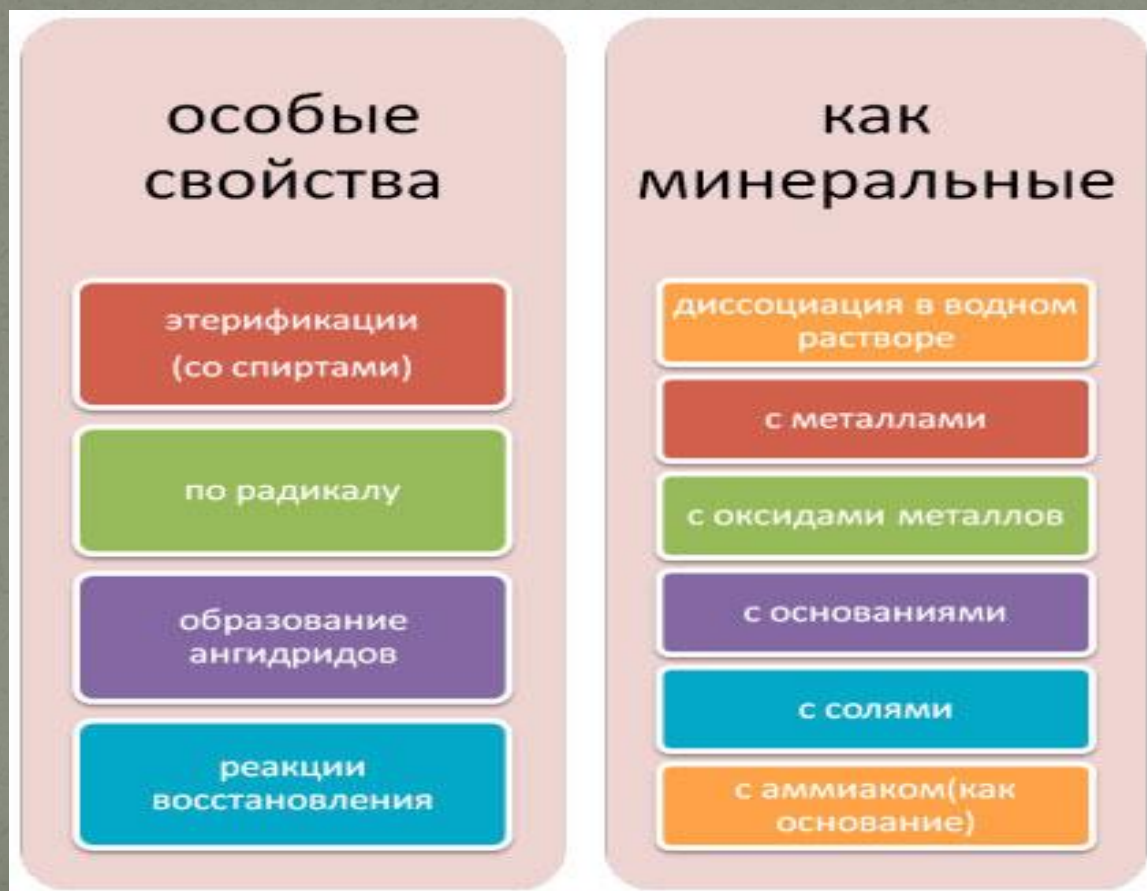 особые
свойства
этерификации
(со спиртами)
по радикалу
образование
ангидридов
реакции
восстановления
как
минеральные
диссоциация в водном
растворе
с металлами
с оксидами металлов
с основаниями
с солями
с аммиаком(как
основание)